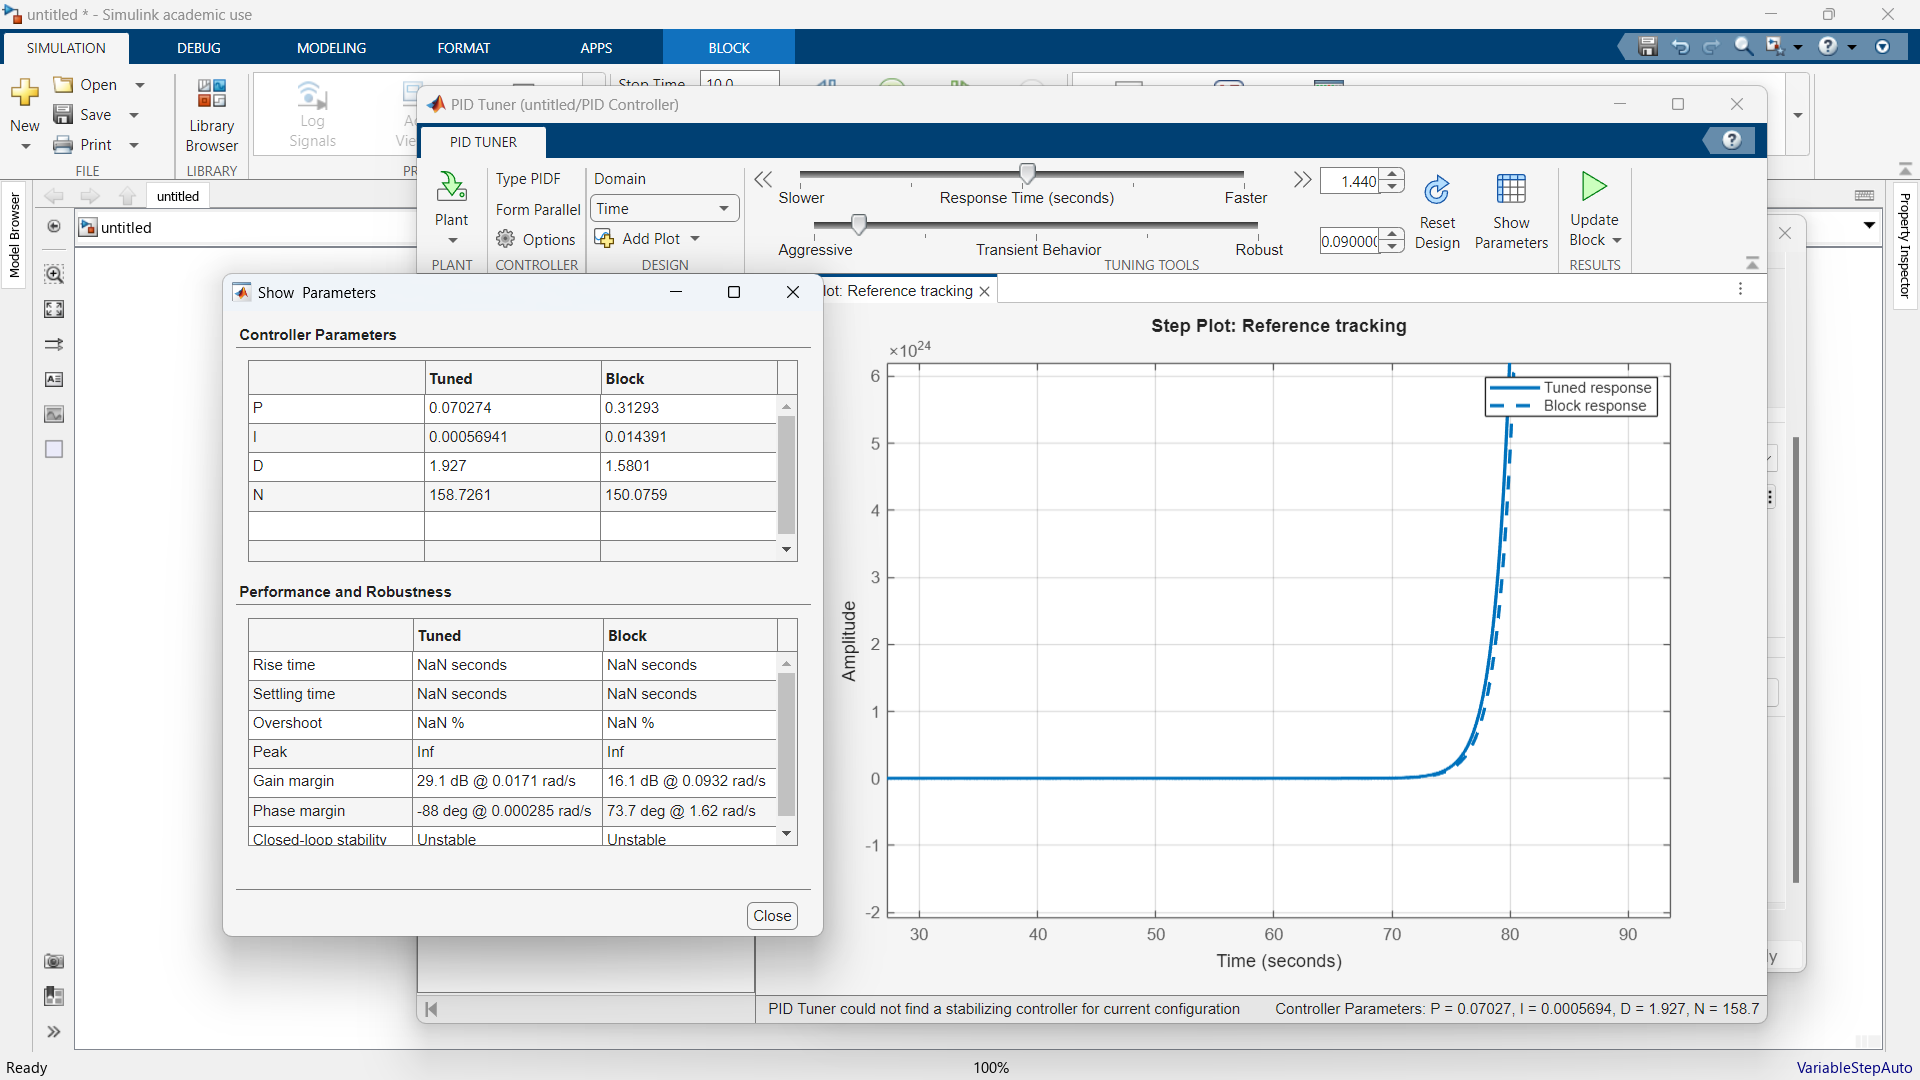 untitled * - Simulink academic use
SIMULATION DEBUG MODELING FORMAT APPS BLOCK
New
Open
Save
Print
FILE
Library
Browser
LIBRARY
Log
Signals
Stop Time 10.0
PID Tuner (untitled/PID Controller)
PID TUNER
Plant
PLANT
Type PIDF
Form Parallel
Options
CONTROLLER
Domain
Time
Add Plot
DESIGN
Slower Response Time (seconds) Faster
1.440
Aggressive Transient Behavior Robust
TUNING TOOLS
Reset
Design
Show
Parameters
Update
Block
RESULTS
Model Browser
untitled
untitled
Property Inspector
Show Parameters
Controller Parameters
Tuned Block
P 0.070274 0.31293
I 0.00056941 0.014391
D 1.927 1.5801
N 158.7261 150.0759
Performance and Robustness
Tuned Block
Rise time NaN seconds NaN seconds
Settling time NaN seconds NaN seconds
Overshoot NaN % NaN %
Peak Inf Inf
Gain margin 29.1 dB @ 0.0171 rad/s 16.1 dB @ 0.0932 rad/s
Phase margin -88 deg @ 0.000285 rad/s 73.7 deg @ 1.62 rad/s
Closed-loop stability Unstable Unstable
Close
lot: Reference tracking
Step Plot: Reference tracking
×10^24
Tuned response
Block response
6
5
4
3
2
1
0
-1
-2
Amplitude
30 40 50 60 70 80 90
Time (seconds)
PID Tuner could not find a stabilizing controller for current configuration
Controller Parameters: P = 0.07027, I = 0.0005694, D = 1.927, N = 158.7
Ready 100% VariableStepAuto